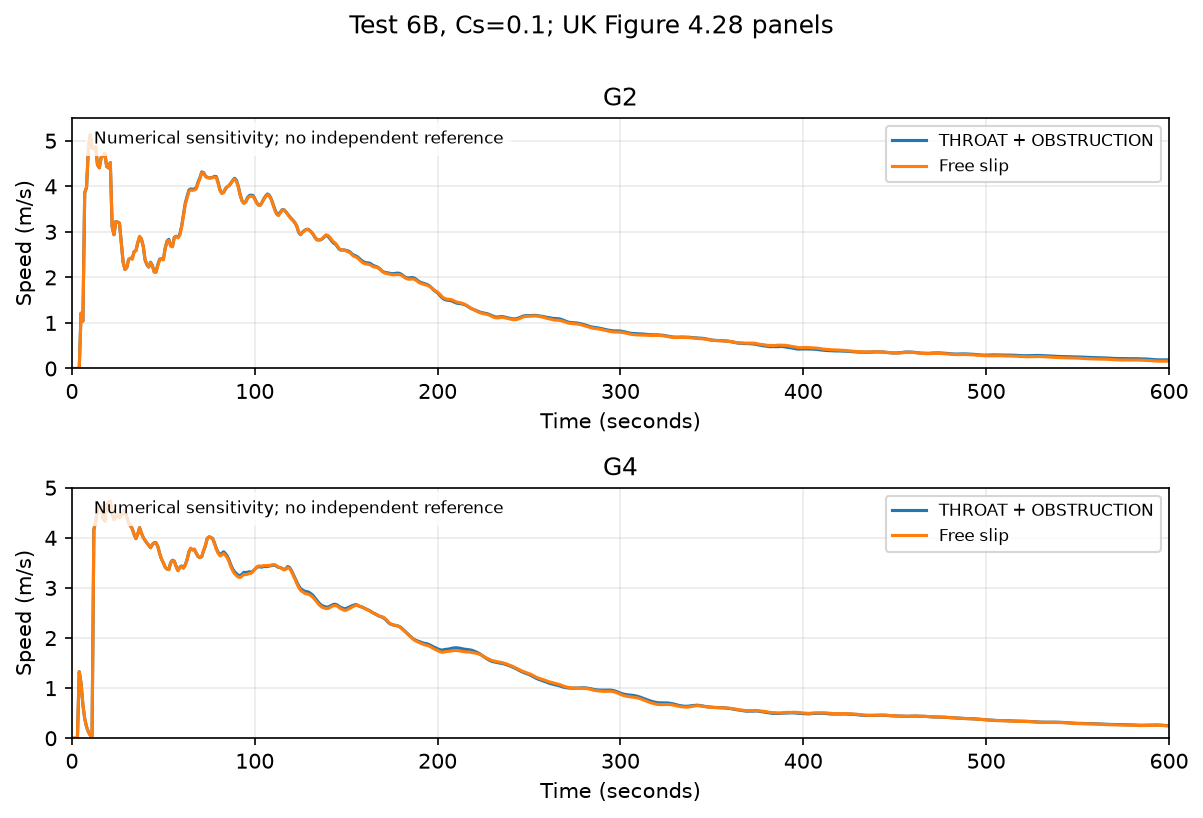 Test 6B, Cs=0.1; UK Figure 4.28 panels
G2
Numerical sensitivity; no independent reference
THROAT + OBSTRUCTION
Free slip
Speed (m/s)
5
4
3
2
1
0
0 100 200 300 400 500 600
Time (seconds)
G4
Numerical sensitivity; no independent reference
THROAT + OBSTRUCTION
Free slip
Speed (m/s)
5
4
3
2
1
0
0 100 200 300 400 500 600
Time (seconds)